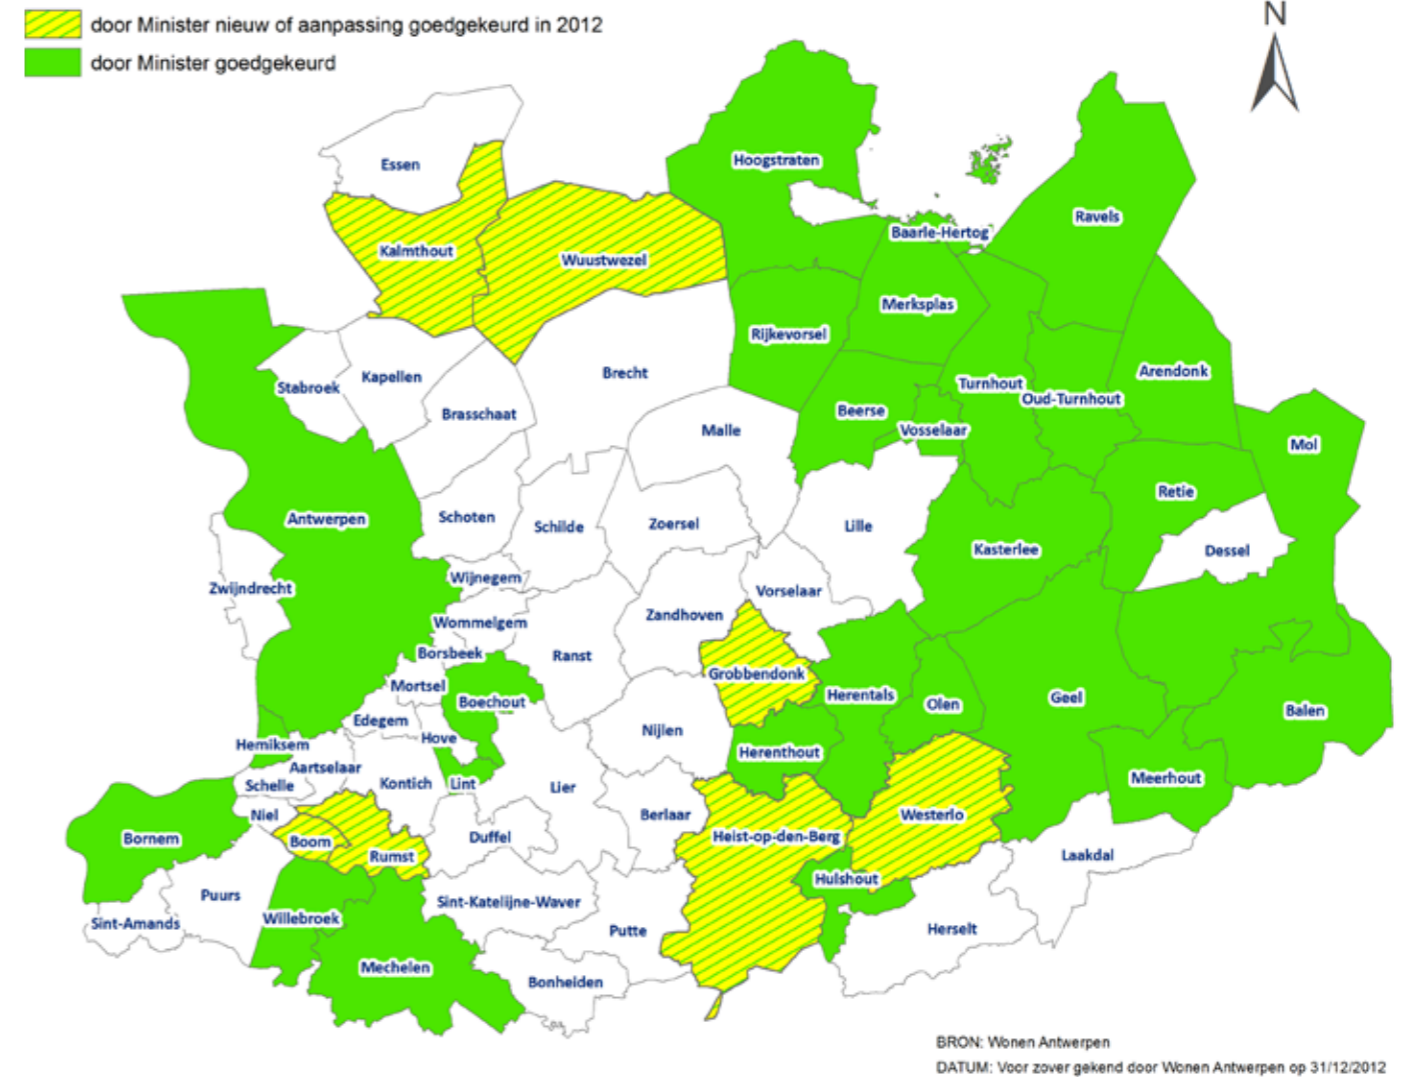 door Minister nieuw of aanpassing goedgekeurd in 2012
door Minister goedgekeurd
N
Essen
Hoogstraten
Ravels
Baarle-Hertog
Kalmthout
Wuustwezel
Merksplas
Rijkevorsel
Arendonk
Brecht
Kapellen
Stabroek
Turnhout
Oud-Turnhout
Brasschaat
Beerse
Malle
Vosselaar
Mol
Retie
Antwerpen
Schoten
Schilde
Zoersel
Lille
Kasterlee
Dessel
Wijnegem
Zwijndrecht
Vorselaar
Zandhoven
Wommelgem
Borsbeek
Ranst
Grobbendonk
Mortsel
Boechout
Herentals
Olen
Geel
Balen
Edegem
Nijlen
Hove
Hemiksem
Herenthout
Aartselaar
Meerhout
Schelle
Kontich
Lint
Lier
Niel
Berlaar
Westerlo
Bornem
Boom
Duffel
Heist-op-den-Berg
Rumst
Laakdal
Hulshout
Puurs
Sint-Katelijne-Waver
Sint-Amands
Willebroek
Putte
Herselt
Mechelen
Bonheiden
BRON: Wonen Antwerpen
DATUM: Voor zover gekend door Wonen Antwerpen op 31/12/2012